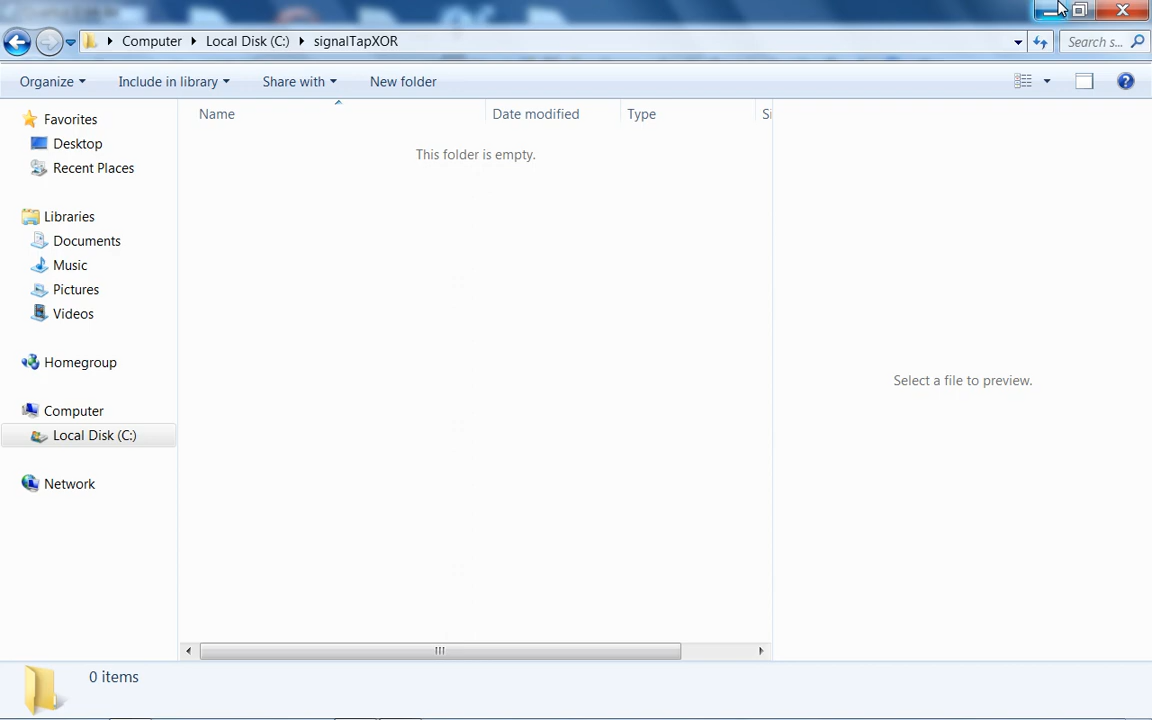 Computer Local Disk (C:) signalTapXOR Search s...
Organize Include in library Share with New folder
Name Date modified Type Si
This folder is empty.
Favorites
Desktop
Recent Places
Libraries
Documents
Music
Pictures
Videos
Homegroup
Computer
Local Disk (C:)
Network
Select a file to preview.
0 items